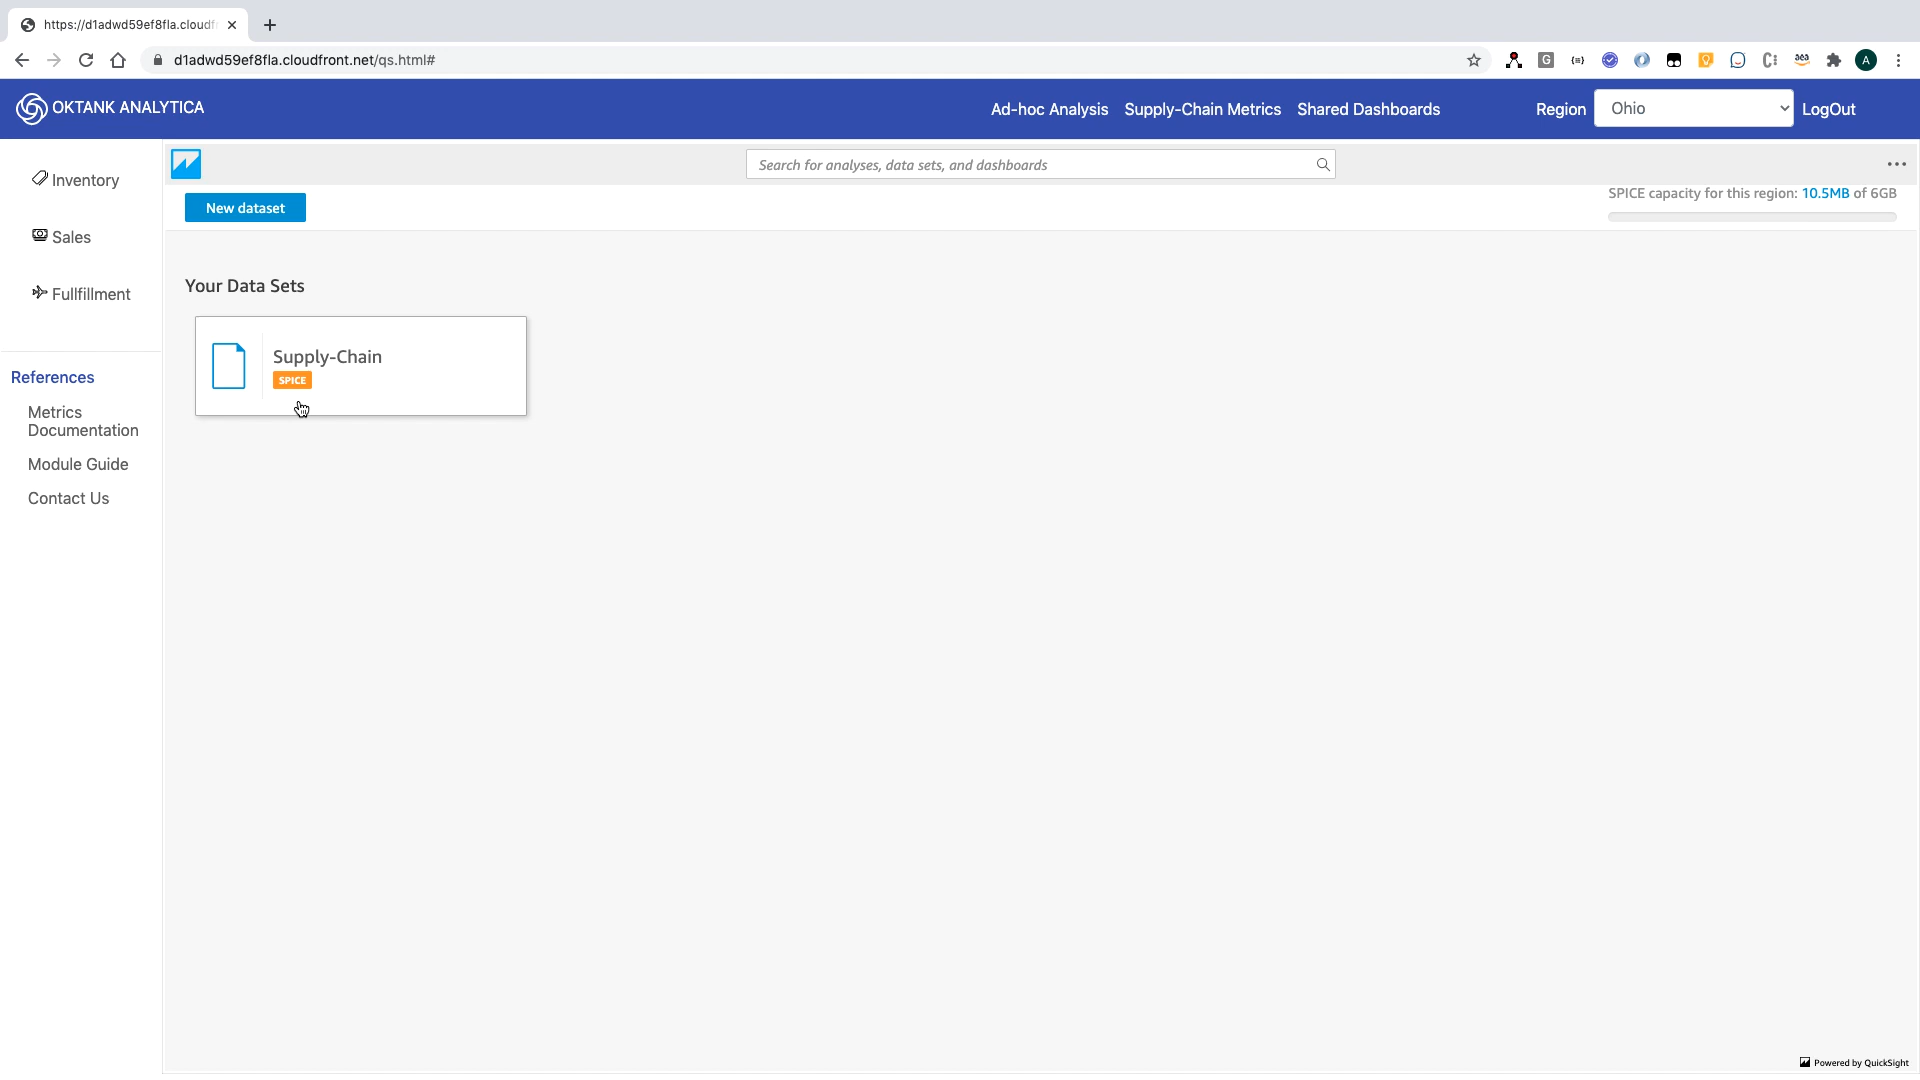 https://d1adwd59ef8fla.cloudf
d1adwd59ef8fla.cloudfront.net/qs.html#
G
A
OKTANK ANALYTICA
Ad-hoc Analysis
Supply-Chain Metrics
Shared Dashboards
Region
Ohio
LogOut
Inventory
Sales
Fullfillment
References
Metrics
Documentation
Module Guide
Contact Us
Search for analyses, data sets, and dashboards
New dataset
SPICE capacity for this region: 10.5MB of 6GB
Your Data Sets
Supply-Chain
SPICE
Powered by QuickSight